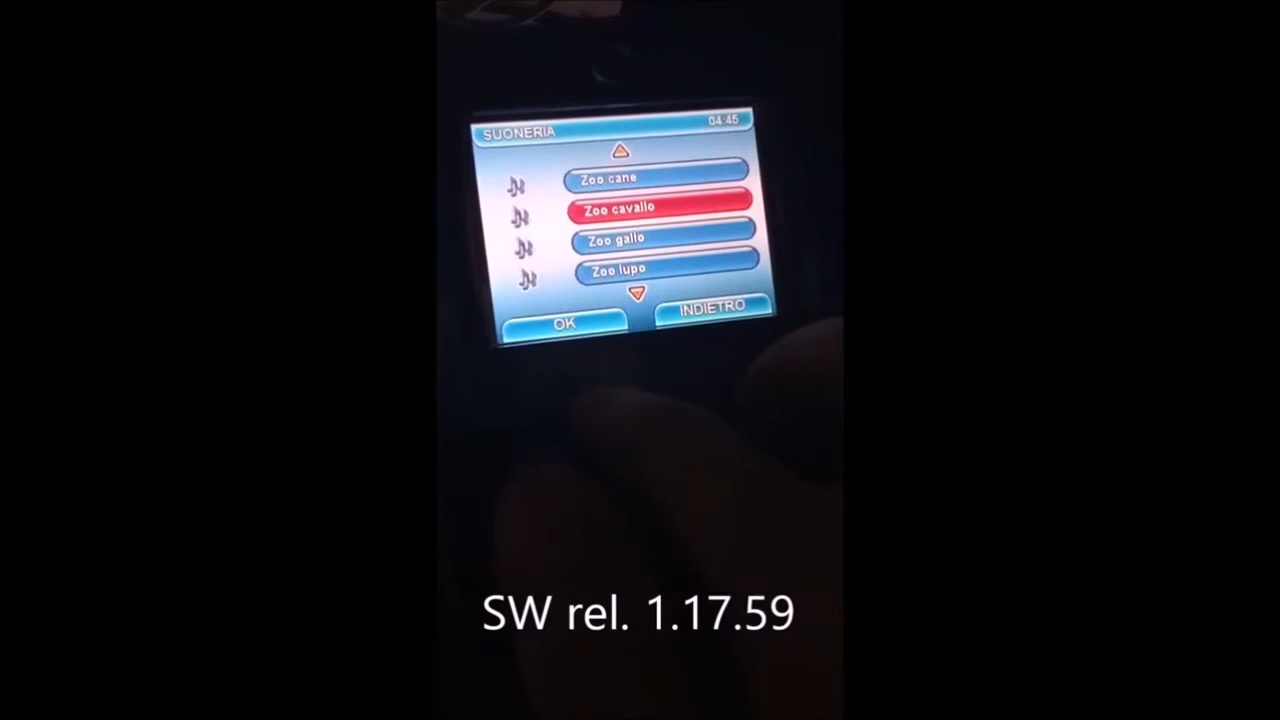 SUONERIA 04:45
Zoo cane
Zoo cavallo
Zoo gallo
Zoo lupo
OK INDIETRO
SW rel. 1.17.59